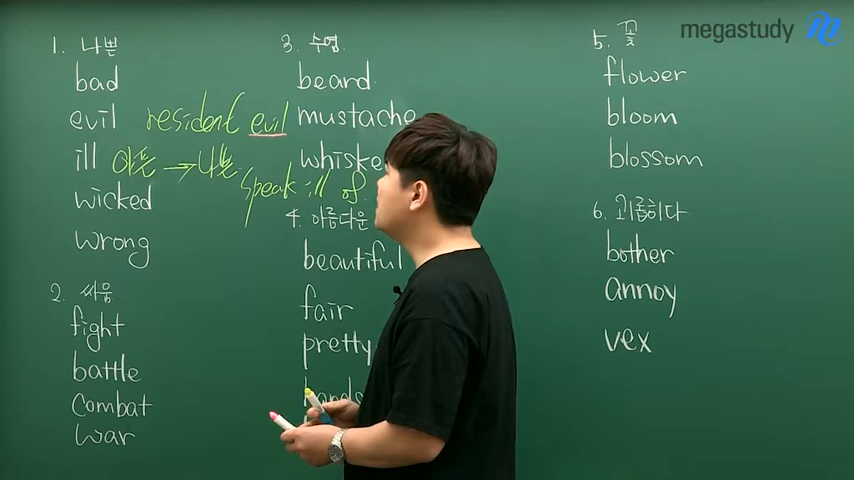 megastudy
1. 나쁜
bad
evil resident evil
ill 아픈 → 나쁜
speak ill of
wicked
wrong
2. 싸움
fight
battle
combat
war
3. 수염
beard
mustache
4. 아름다운
beautiful
fair
pretty
5. 꽃
flower
bloom
blossom
6. 괴롭히다
bother
annoy
vex